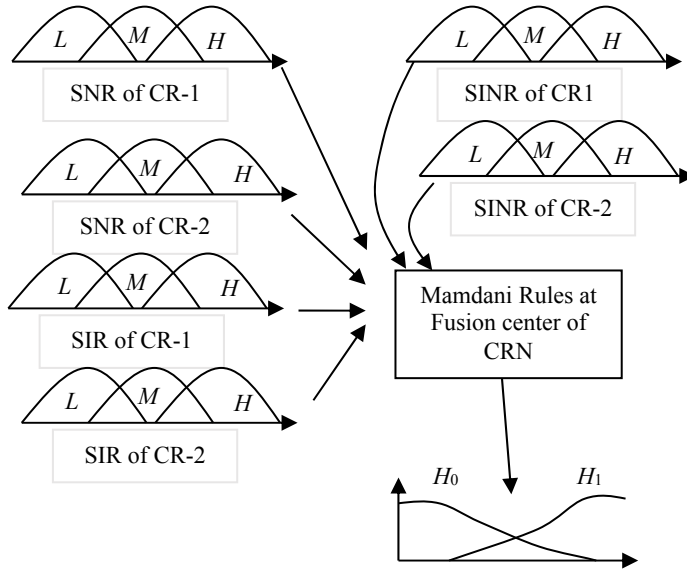 L M H
SNR of CR-1
L M H
SNR of CR-2
L M H
SIR of CR-1
L M H
SIR of CR-2
L M H
SINR of CR1
L M H
SINR of CR-2
Mamdani Rules at
Fusion center of
CRN
H0 H1